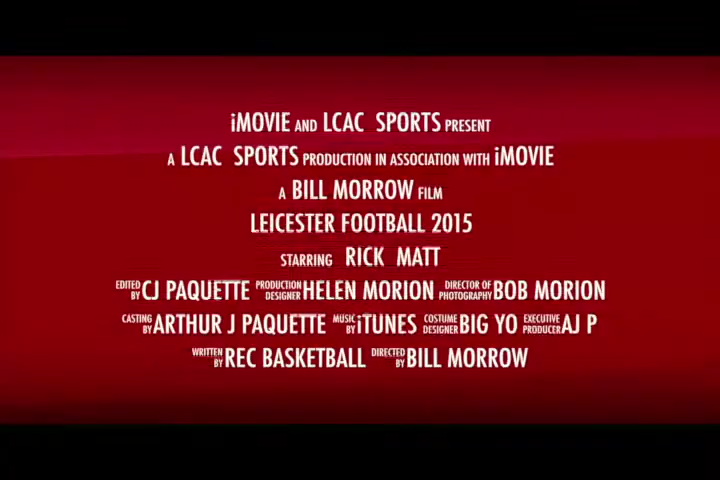 iMOVIE AND LCAC SPORTS PRESENT
A LCAC SPORTS PRODUCTION IN ASSOCIATION WITH iMOVIE
A BILL MORROW FILM
LEICESTER FOOTBALL 2015
STARRING RICK MATT
EDITED BY CJ PAQUETTE PRODUCTION DESIGNER HELEN MORION DIRECTOR OF PHOTOGRAPHY BOB MORION
CASTING BY ARTHUR J PAQUETTE MUSIC BY iTUNES COSTUME DESIGNER BIG YO EXECUTIVE PRODUCER AJ P
WRITTEN BY REC BASKETBALL DIRECTED BY BILL MORROW